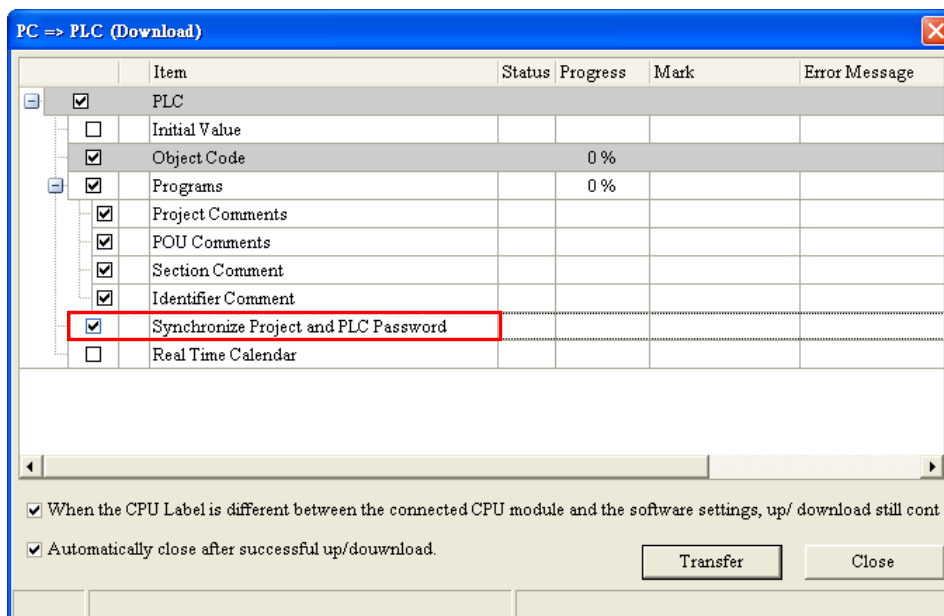 PC => PLC (Download)
Item Status Progress Mark Error Message
PLC
Initial Value
Object Code 0 %
Programs 0 %
Project Comments
POU Comments
Section Comment
Identifier Comment
Synchronize Project and PLC Password
Real Time Calendar
When the CPU Label is different between the connected CPU module and the software settings, up/ download still cont
Automatically close after successful up/douwnload.
Transfer Close